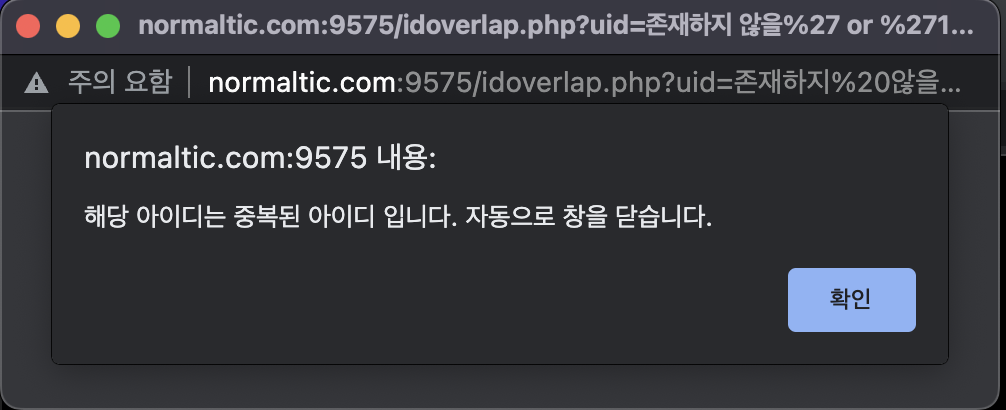 normaltic.com:9575/idoverlap.php?uid=존재하지 않을%27 or %271...
주의 요함 normaltic.com:9575/idoverlap.php?uid=존재하지%20않을...
normaltic.com:9575 내용:
해당 아이디는 중복된 아이디 입니다. 자동으로 창을 닫습니다.
확인